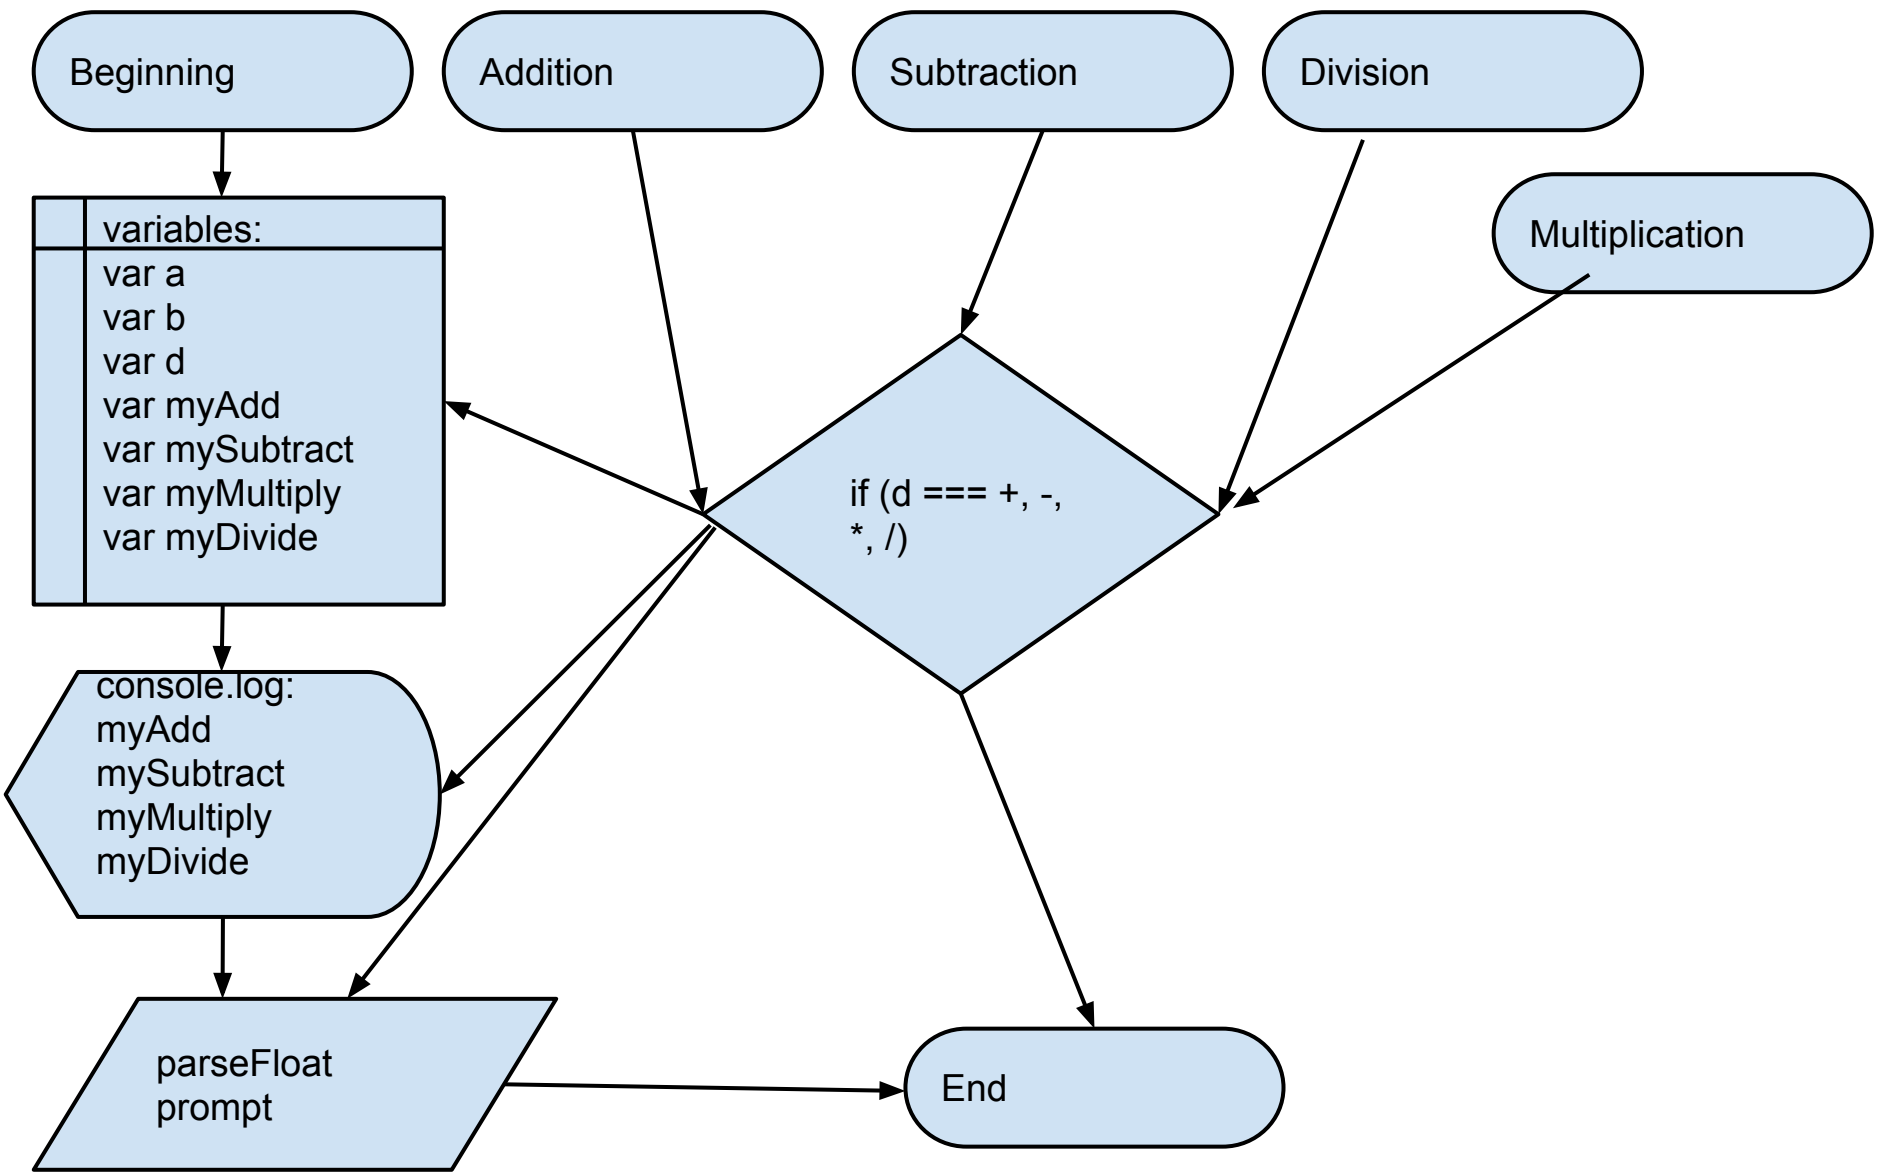 Beginning
Addition
Subtraction
Division
Multiplication
variables:
var a
var b
var d
var myAdd
var mySubtract
var myMultiply
var myDivide
if (d === +, -,
*, /)
console.log:
myAdd
mySubtract
myMultiply
myDivide
parseFloat
prompt
End